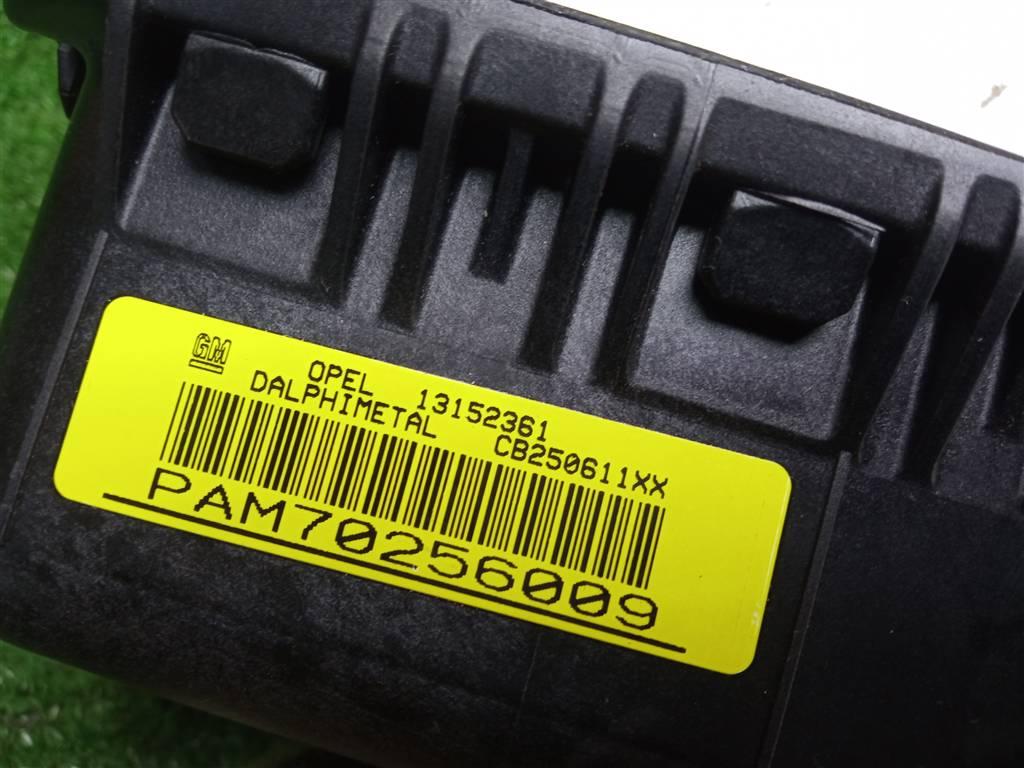 GM OPEL 13152361
DALPHIMETAL CB250611XX
PAM70256009